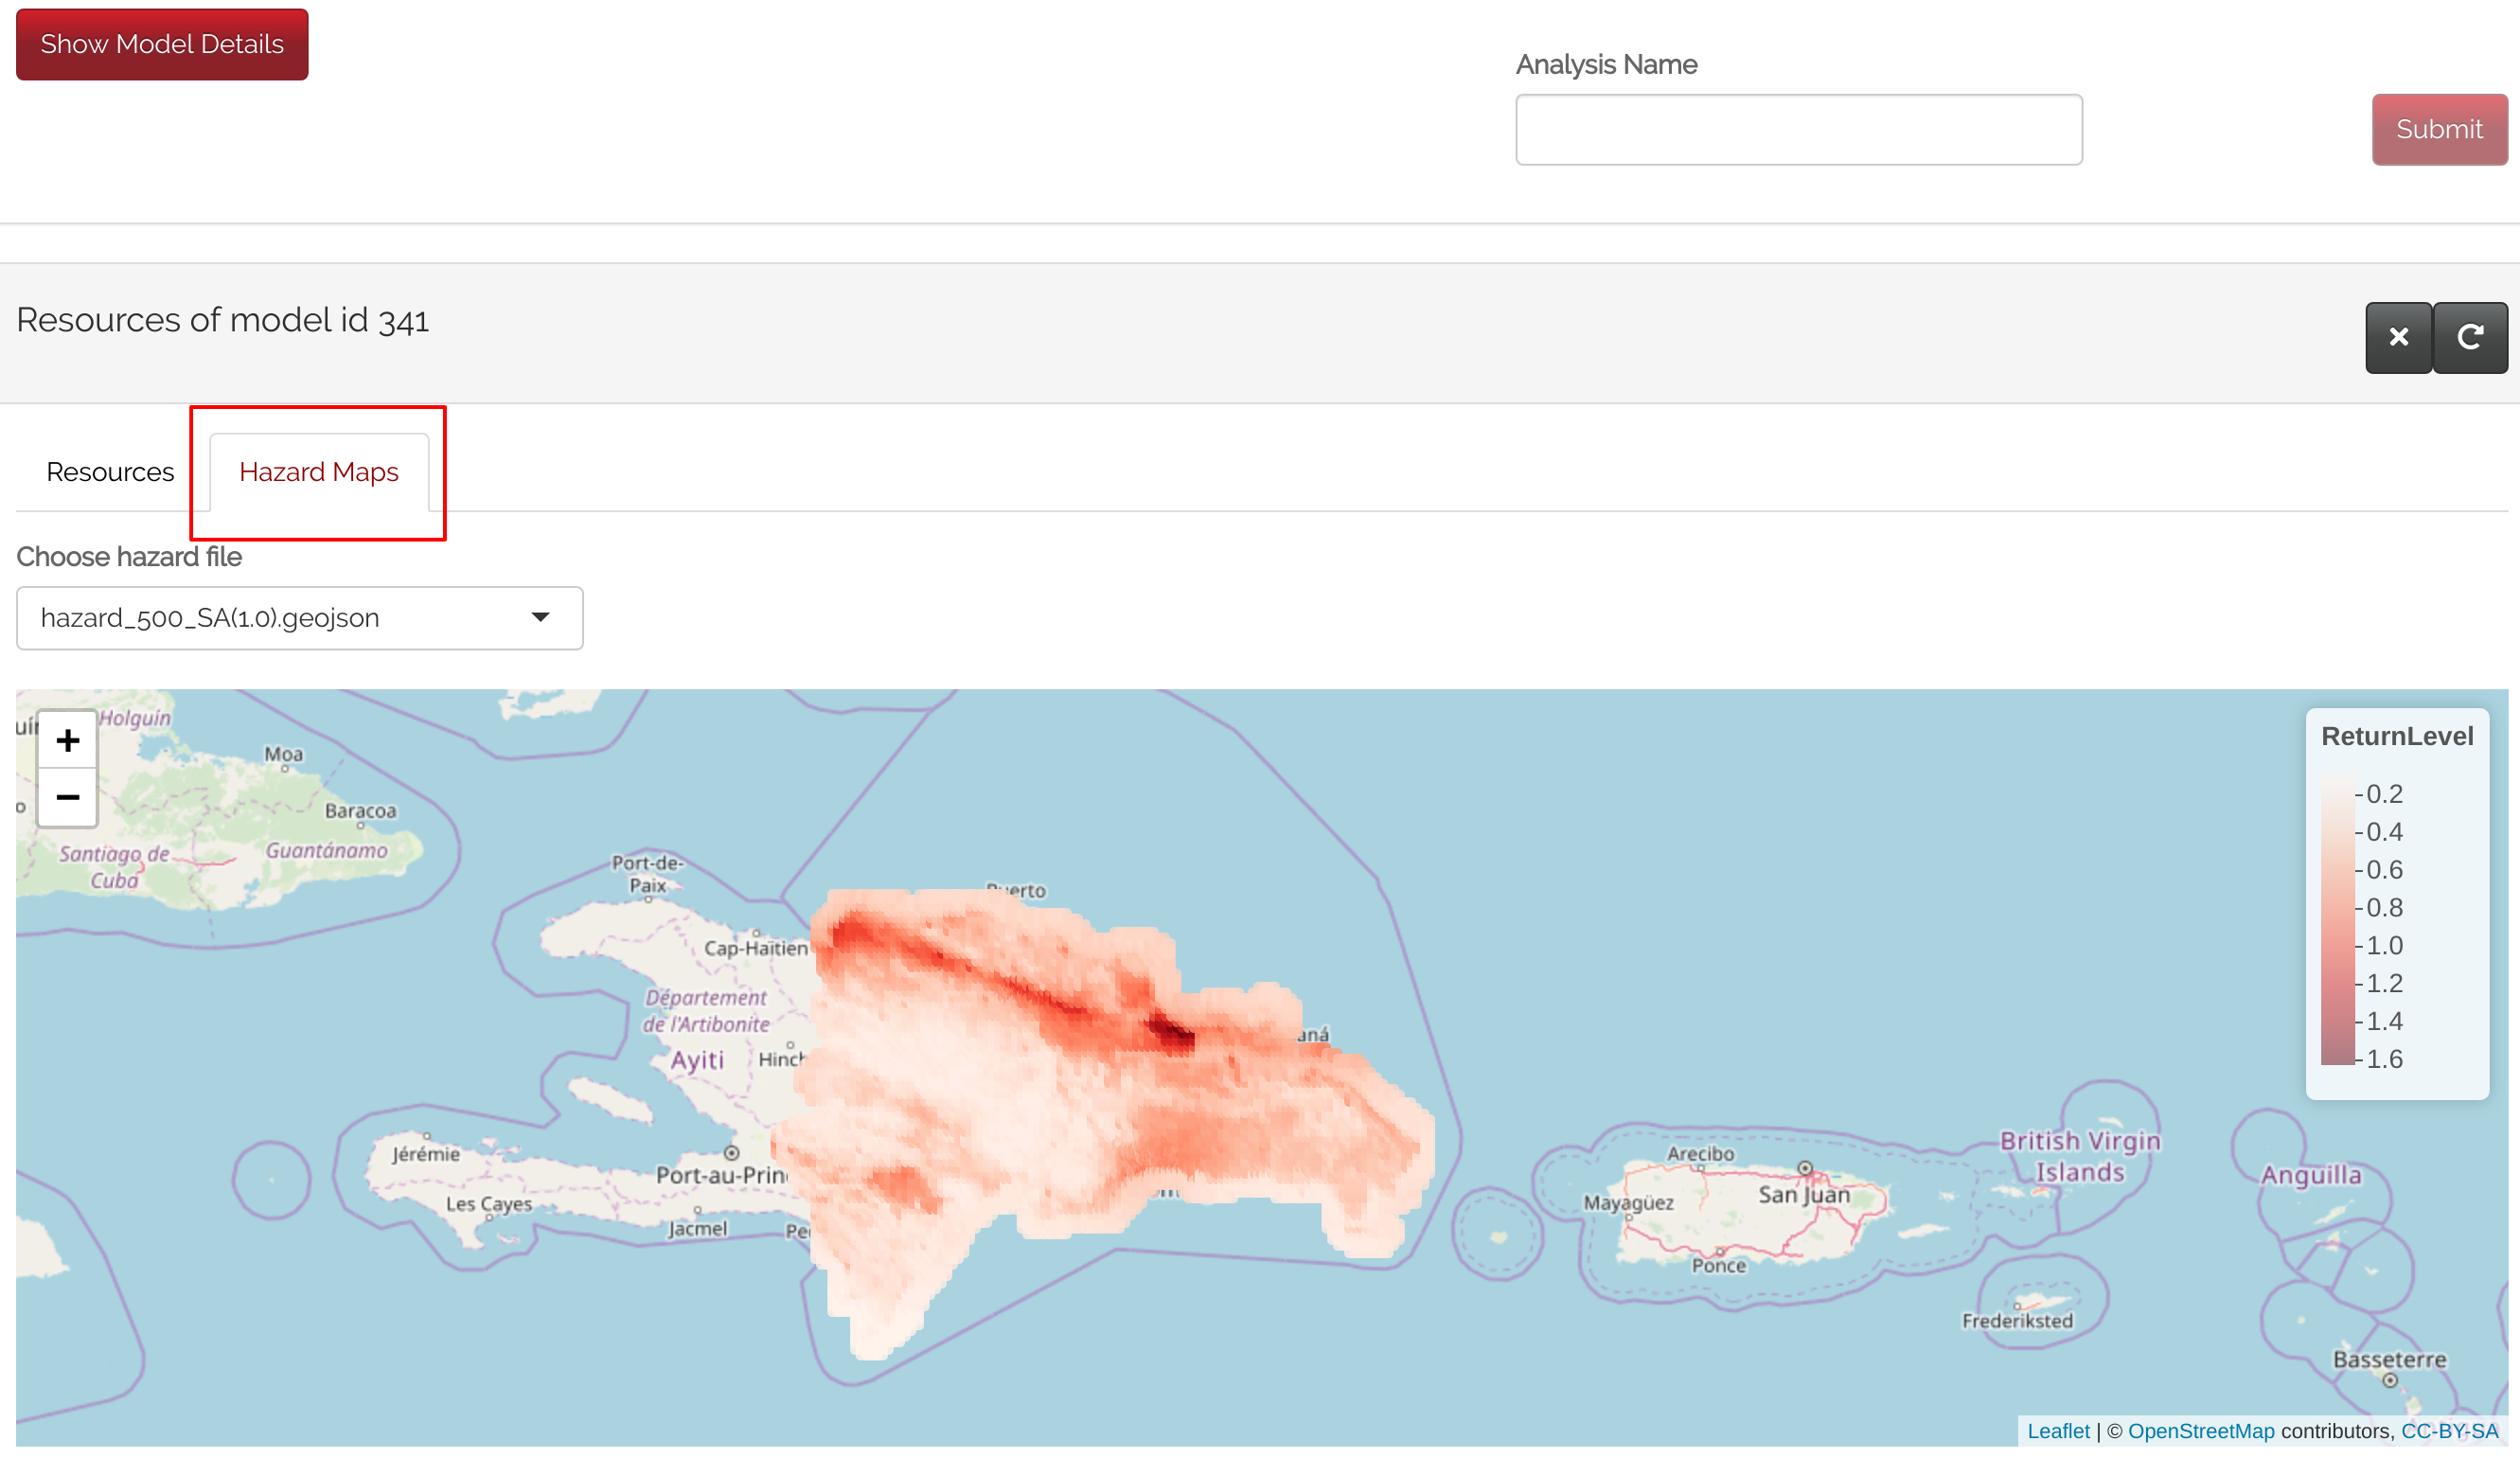 Show Model Details
Analysis Name
Submit
Resources of model id 341
Resources
Hazard Maps
Choose hazard file
hazard_500_SA(1.0).geojson
+
−
Holguín
Moa
Baracoa
Santiago de
Cuba
Guantánamo
Port-de-
Paix
Cap-Haïtien
Département
de l'Artibonite
Ayiti
Port-au-Prin
Jérémie
Les Cayes
Jacmel
Arecibo
Mayagüez
San Juan
Ponce
British Virgin
Islands
Anguilla
Frederiksted
Basseterre
ReturnLevel
0.2
0.4
0.6
0.8
1.0
1.2
1.4
1.6
Leaflet | © OpenStreetMap contributors, CC-BY-SA